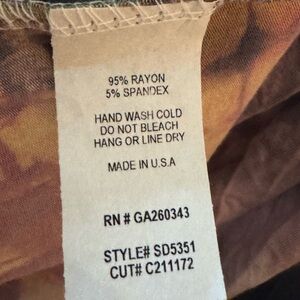 95% RAYON
5% SPANDEX
HAND WASH COLD
DO NOT BLEACH
HANG OR LINE DRY
MADE IN U.S.A
RN # GA260343
STYLE# SD5351
CUT# C211172